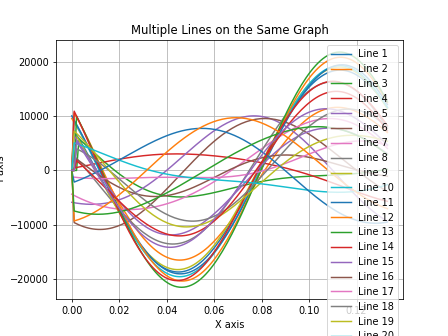 Multiple Lines on the Same Graph
20000
10000
0
−10000
−20000
0.00
0.02
0.04
0.06
0.08
0.10
X axis
axis
Line 1
Line 2
Line 3
Line 4
Line 5
Line 6
Line 7
Line 8
Line 9
Line 10
Line 11
Line 12
Line 13
Line 14
Line 15
Line 16
Line 17
Line 18
Line 19
Line 20